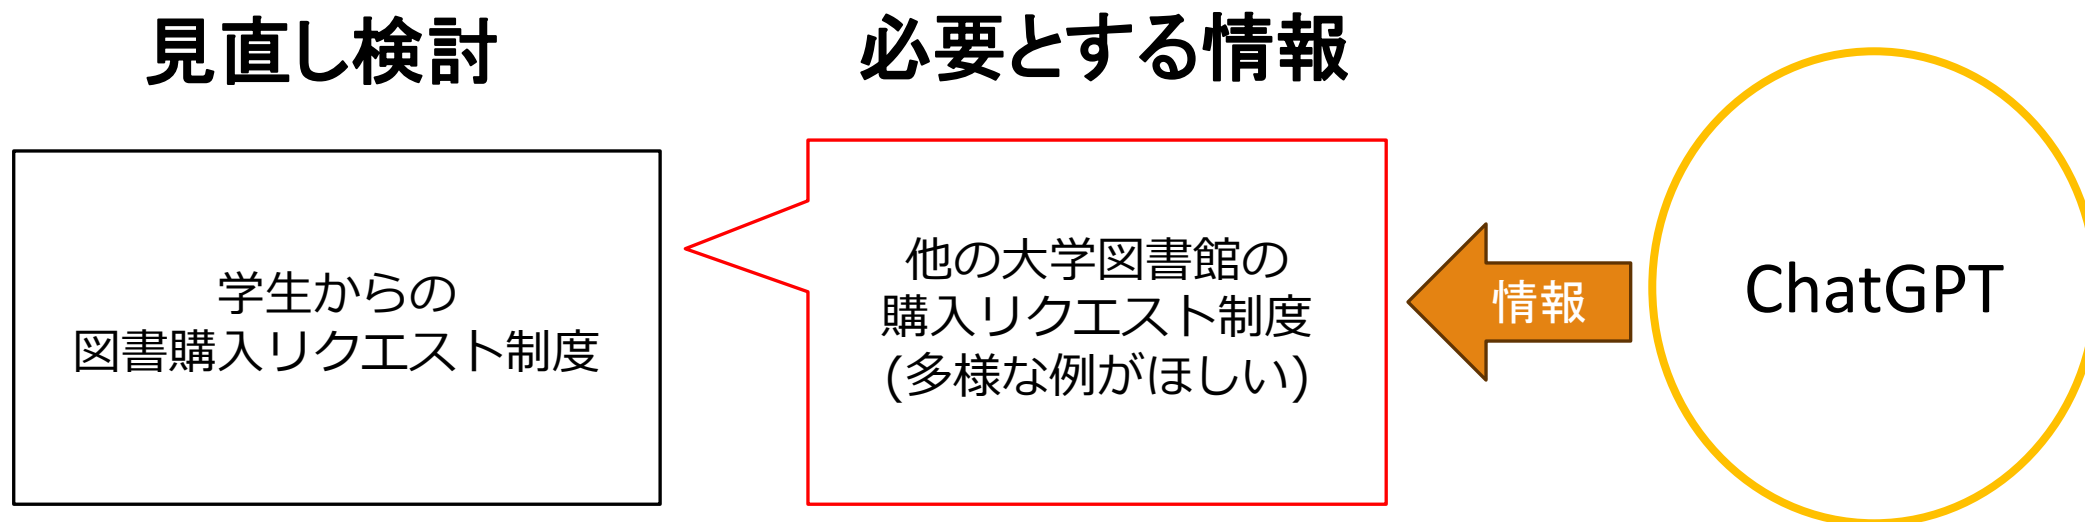 見直し検討
必要とする情報
学生からの
図書購入リクエスト制度
他の大学図書館の
購入リクエスト制度
(多様な例がほしい)
情報
ChatGPT